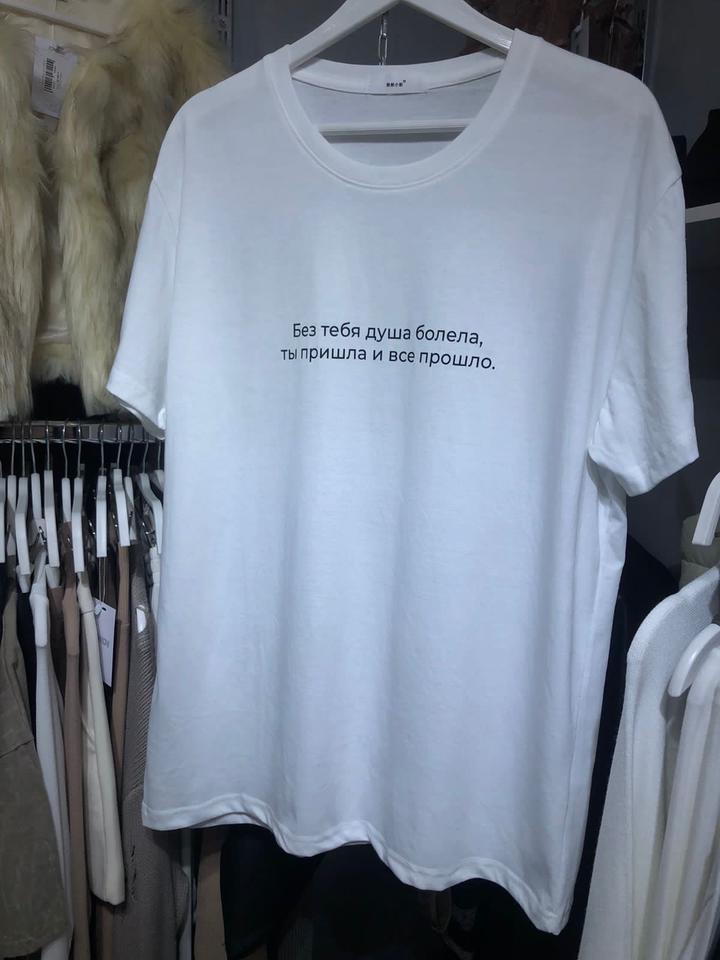 Без тебя душа болела,
ты пришла и все прошло.